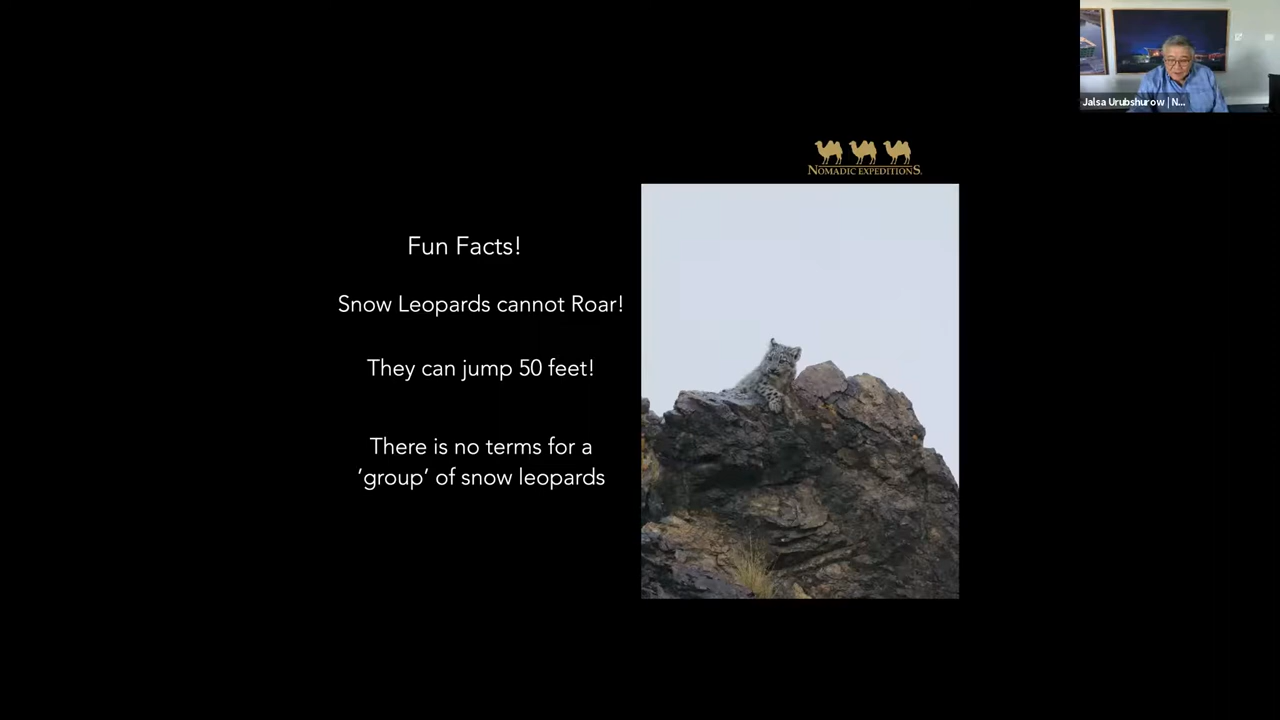 Jalsa Urubshurow | N...
NOMADIC EXPEDITIONS.
Fun Facts!
Snow Leopards cannot Roar!
They can jump 50 feet!
There is no terms for a
‘group’ of snow leopards